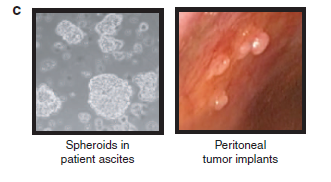 C
Spheroids in
patient ascites
Peritoneal
tumor implants